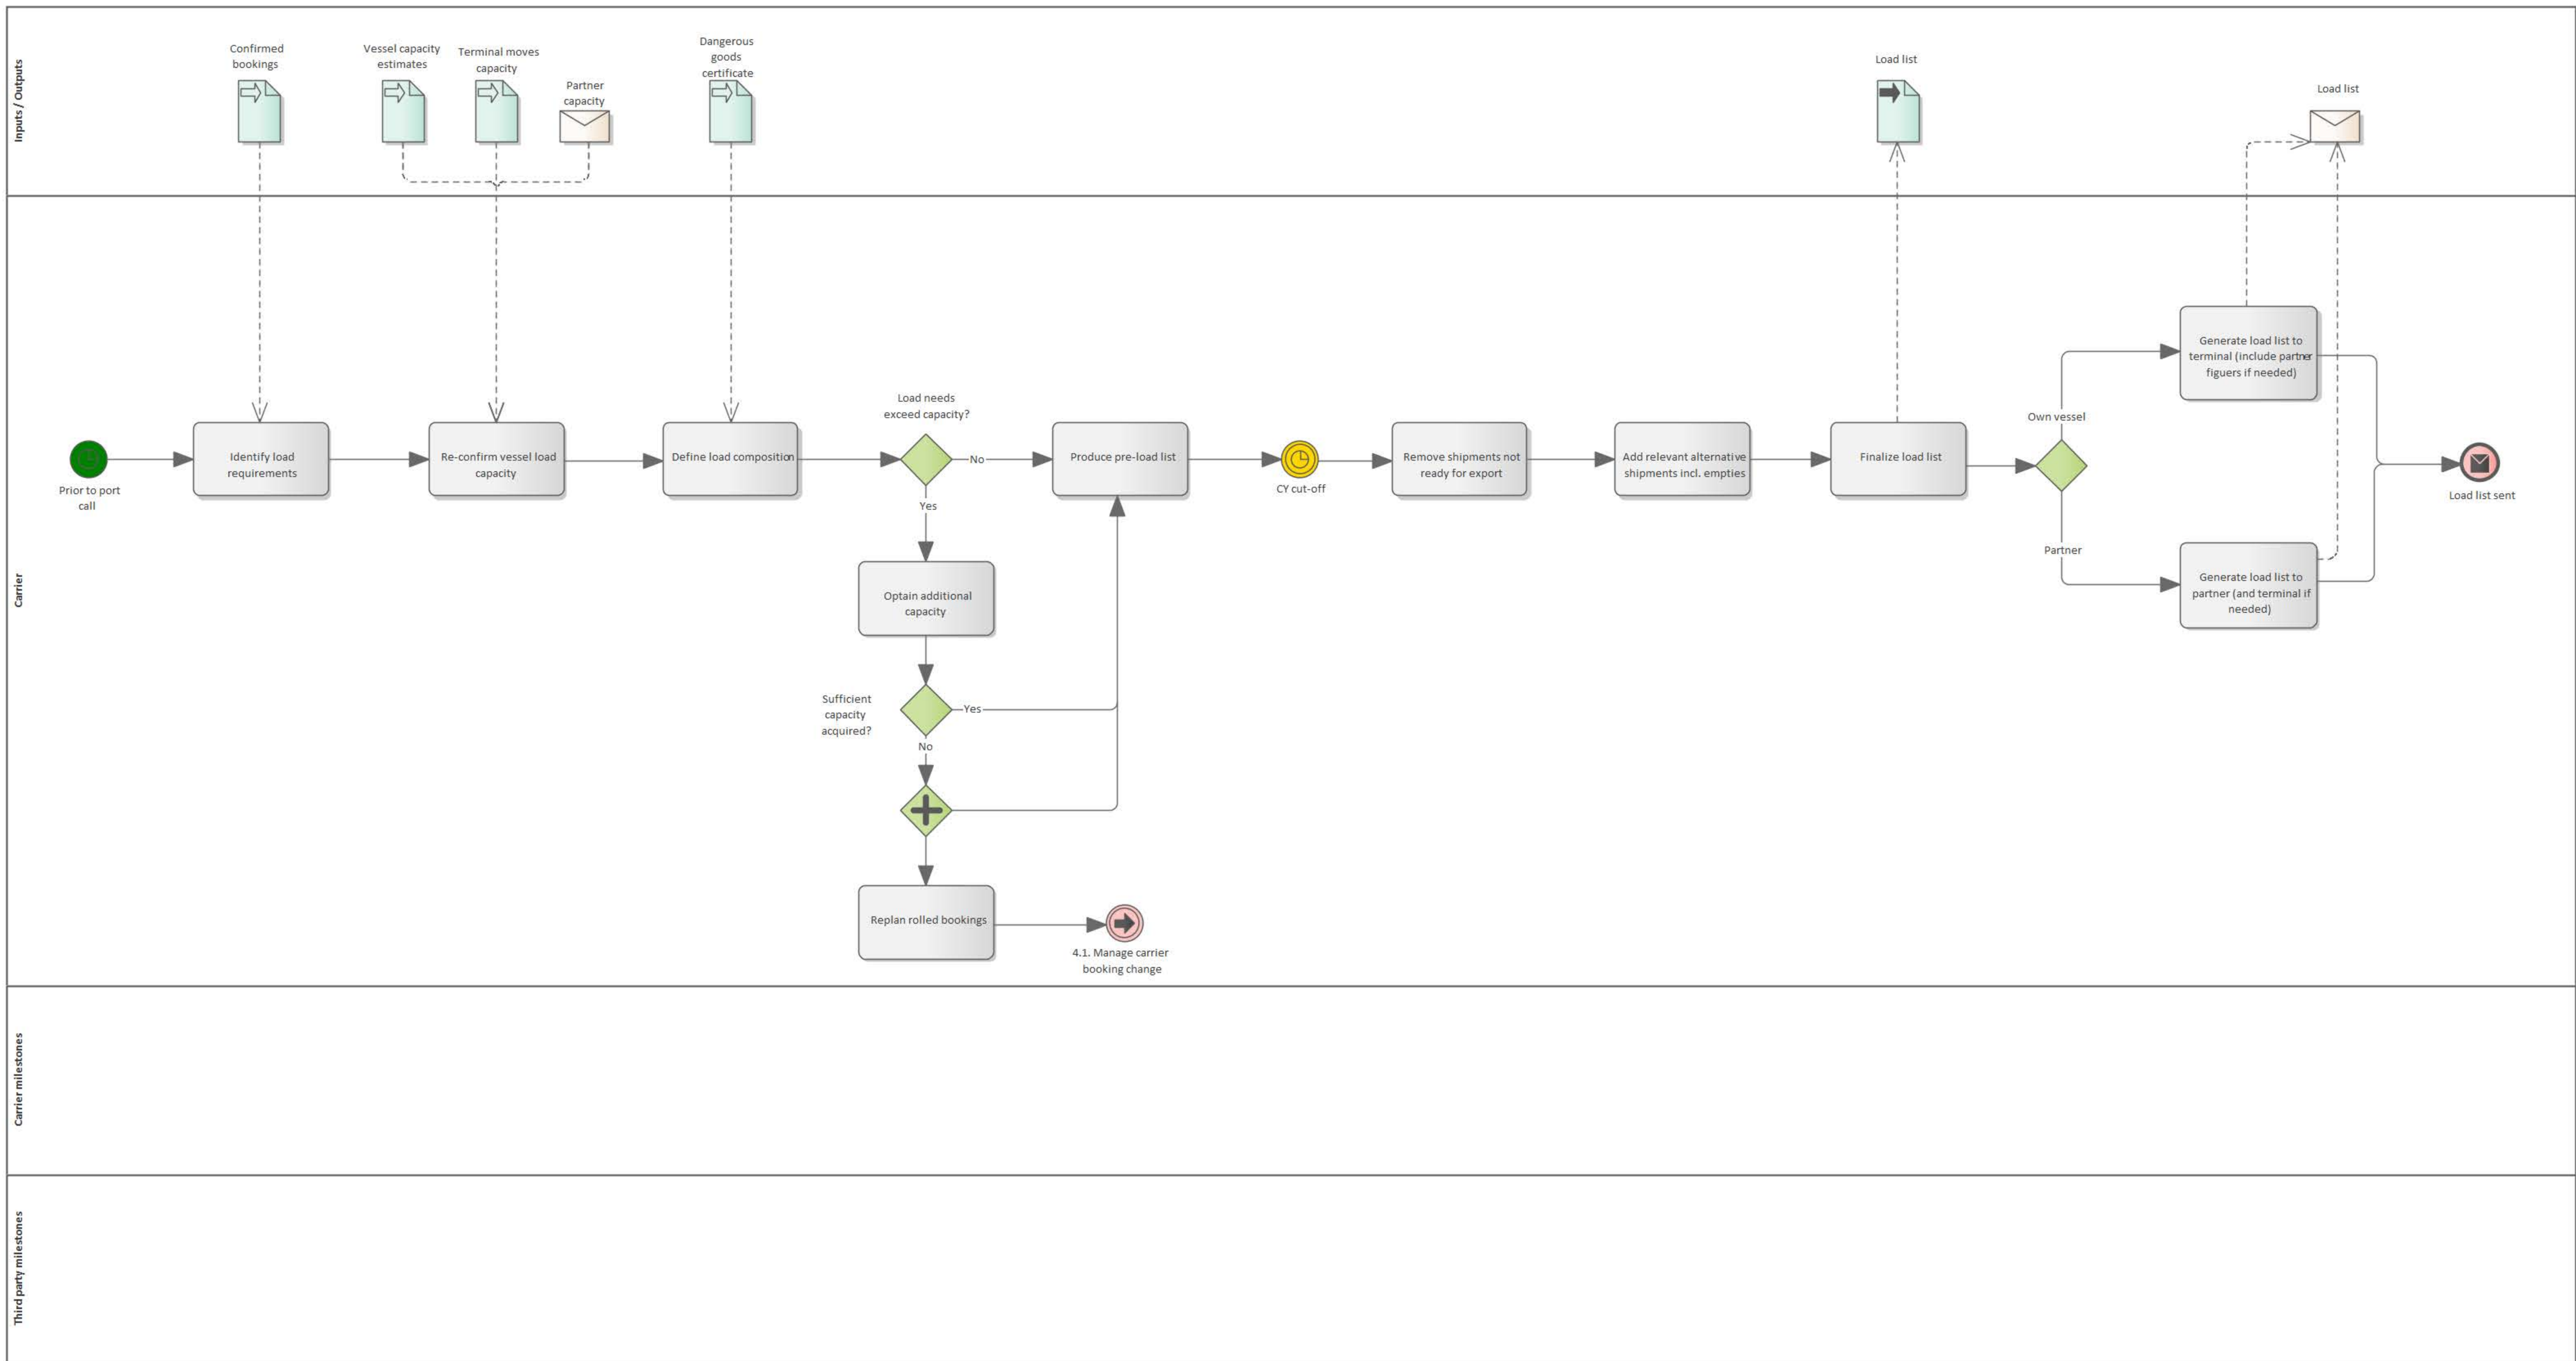 Inputs / Outputs
Confirmed
bookings
Vessel capacity
estimates
Terminal moves
capacity
Partner
capacity
Dangerous
goods
certificate
Load list
Load list
Carrier
Prior to port
call
Identify load
requirements
Re-confirm vessel load
capacity
Define load composition
Load needs
exceed capacity?
No
Yes
Produce pre-load list
CY cut-off
Remove shipments not
ready for export
Add relevant alternative
shipments incl. empties
Finalize load list
Own vessel
Partner
Generate load list to
terminal (include partner
figuers if needed)
Generate load list to
partner (and terminal if
needed)
Load list sent
Optain additional
capacity
Sufficient
capacity
acquired?
Yes
No
Replan rolled bookings
4.1. Manage carrier
booking change
Carrier milestones
Third party milestones